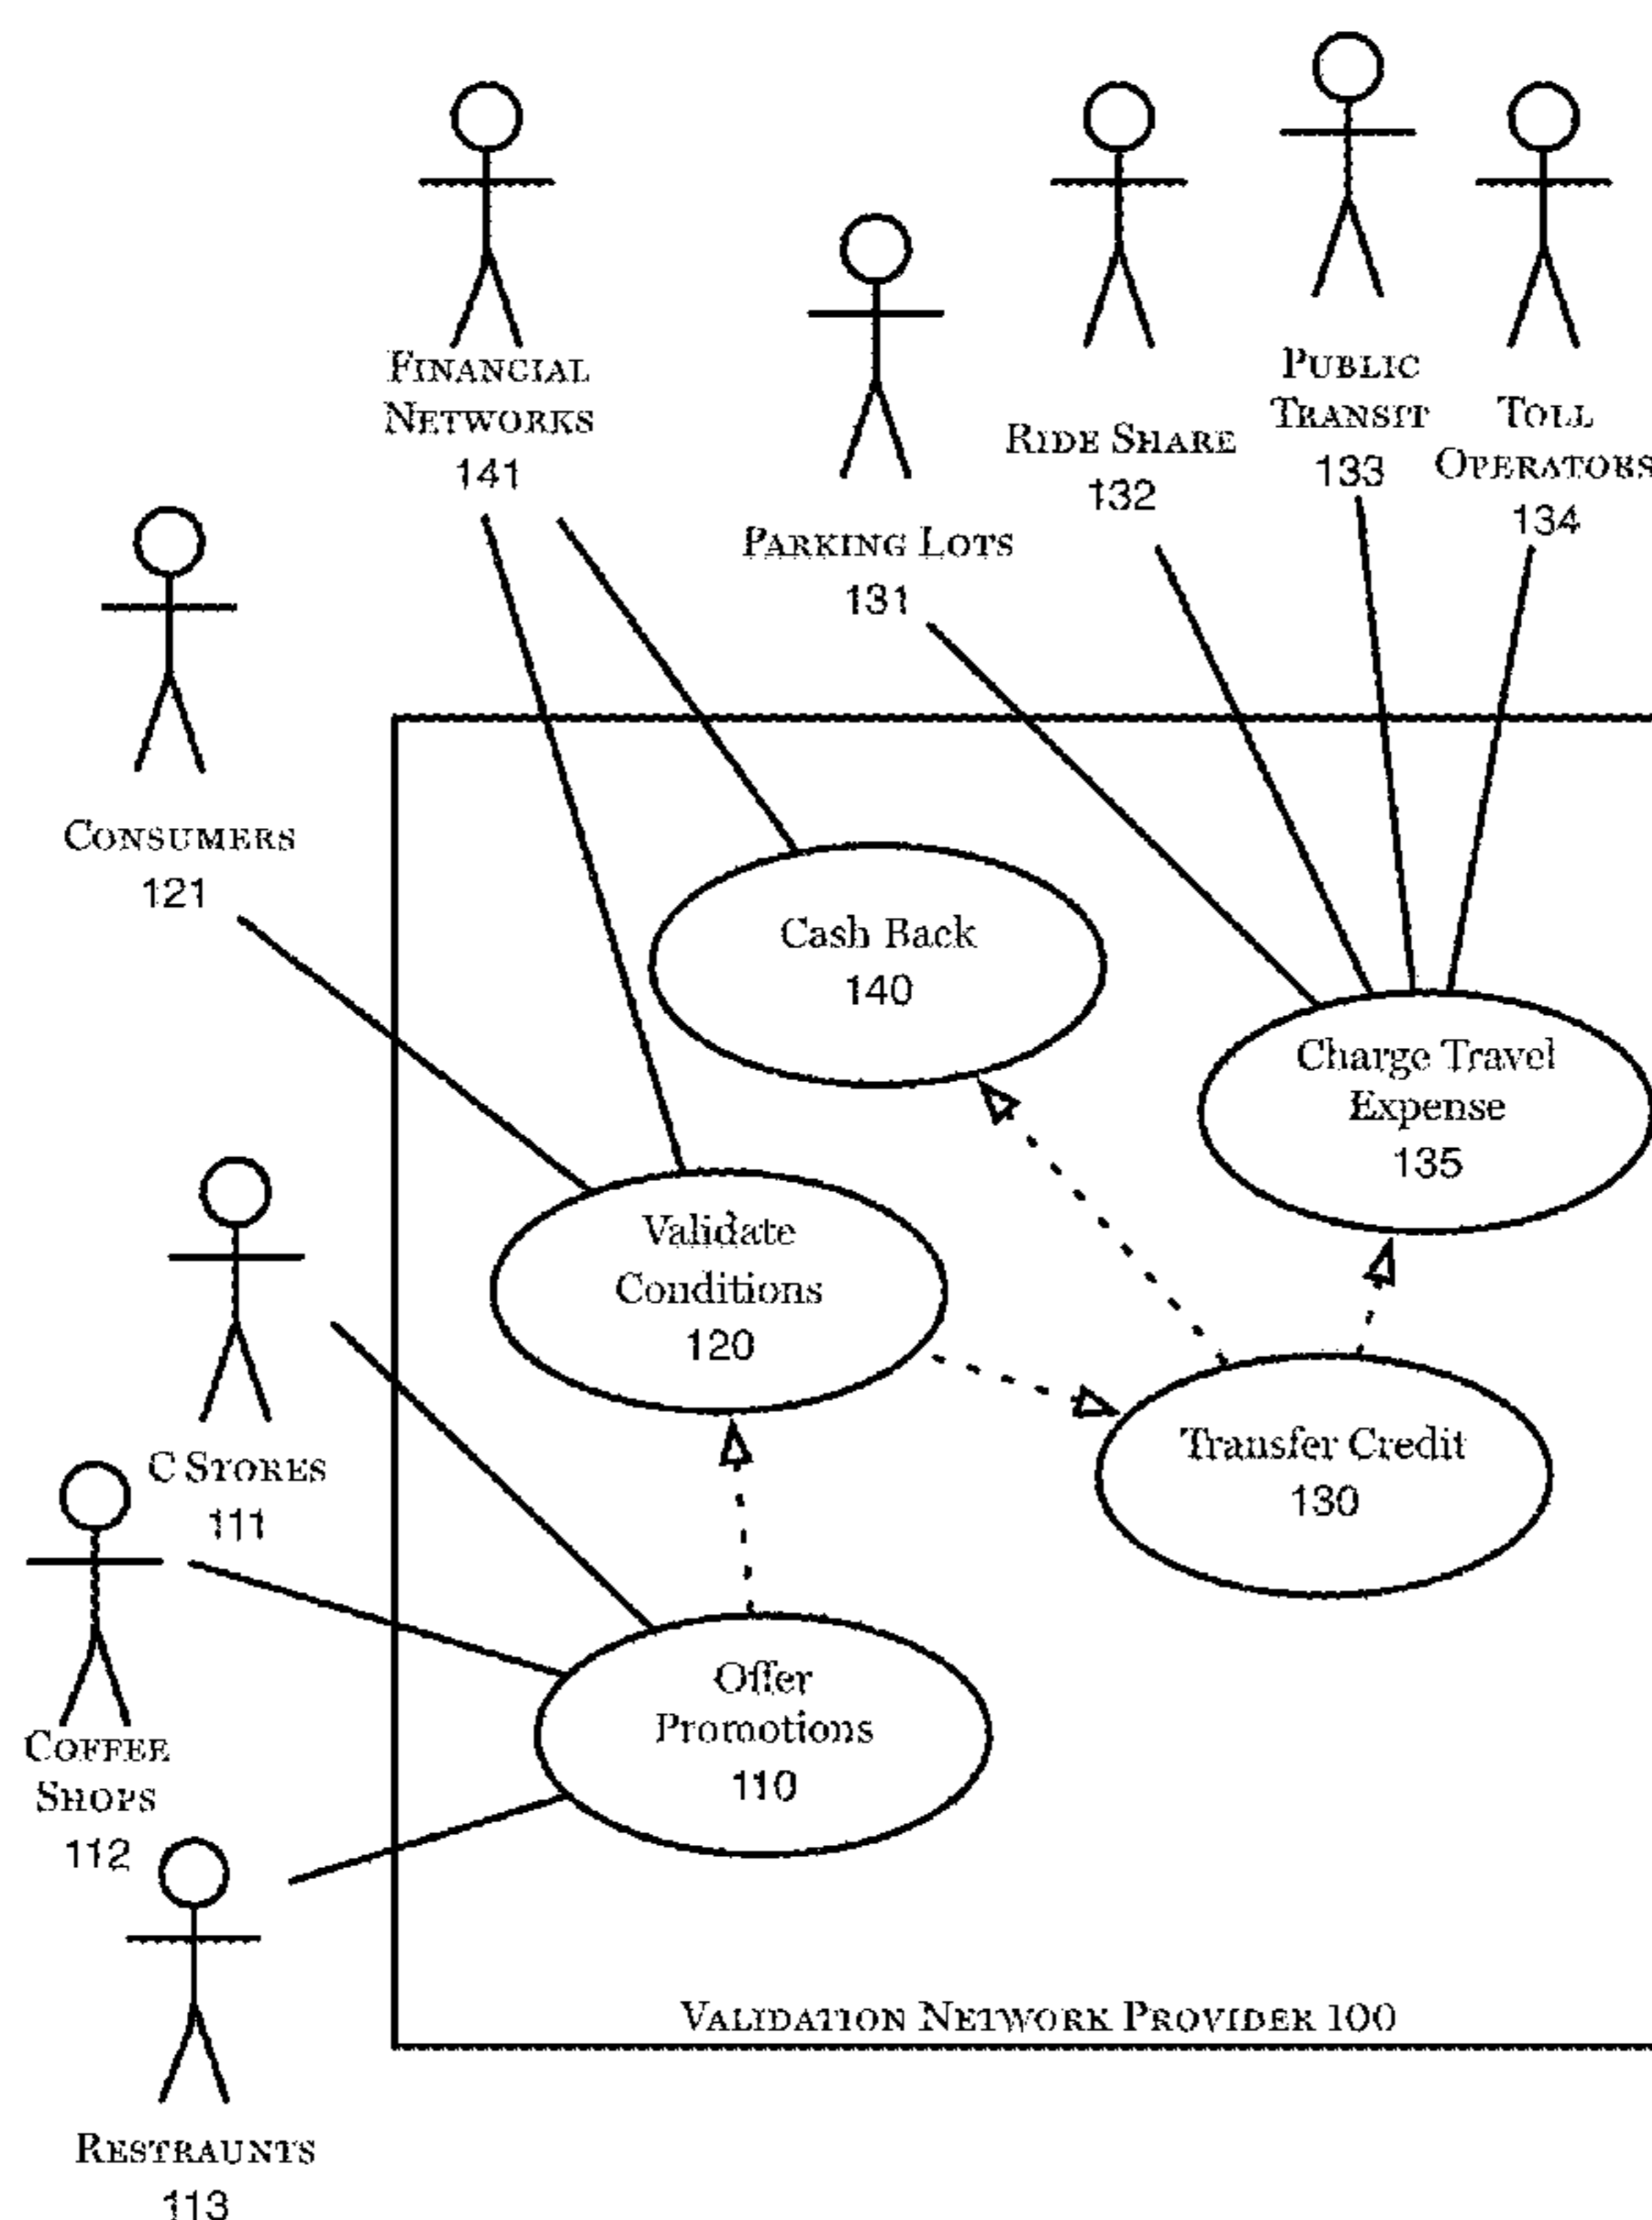 Financial
Networks
141
Parking Lots
131
Ride Share
132
Public
Transit
133
Toll
Operators
134
Consumers
121
Cash Back
140
Charge Travel
Expense
135
Validate
Conditions
120
Transfer Credit
130
C Stores
111
Coffee
Shops
112
Offer
Promotions
110
Restraunts
113
Validation Network Provider 100